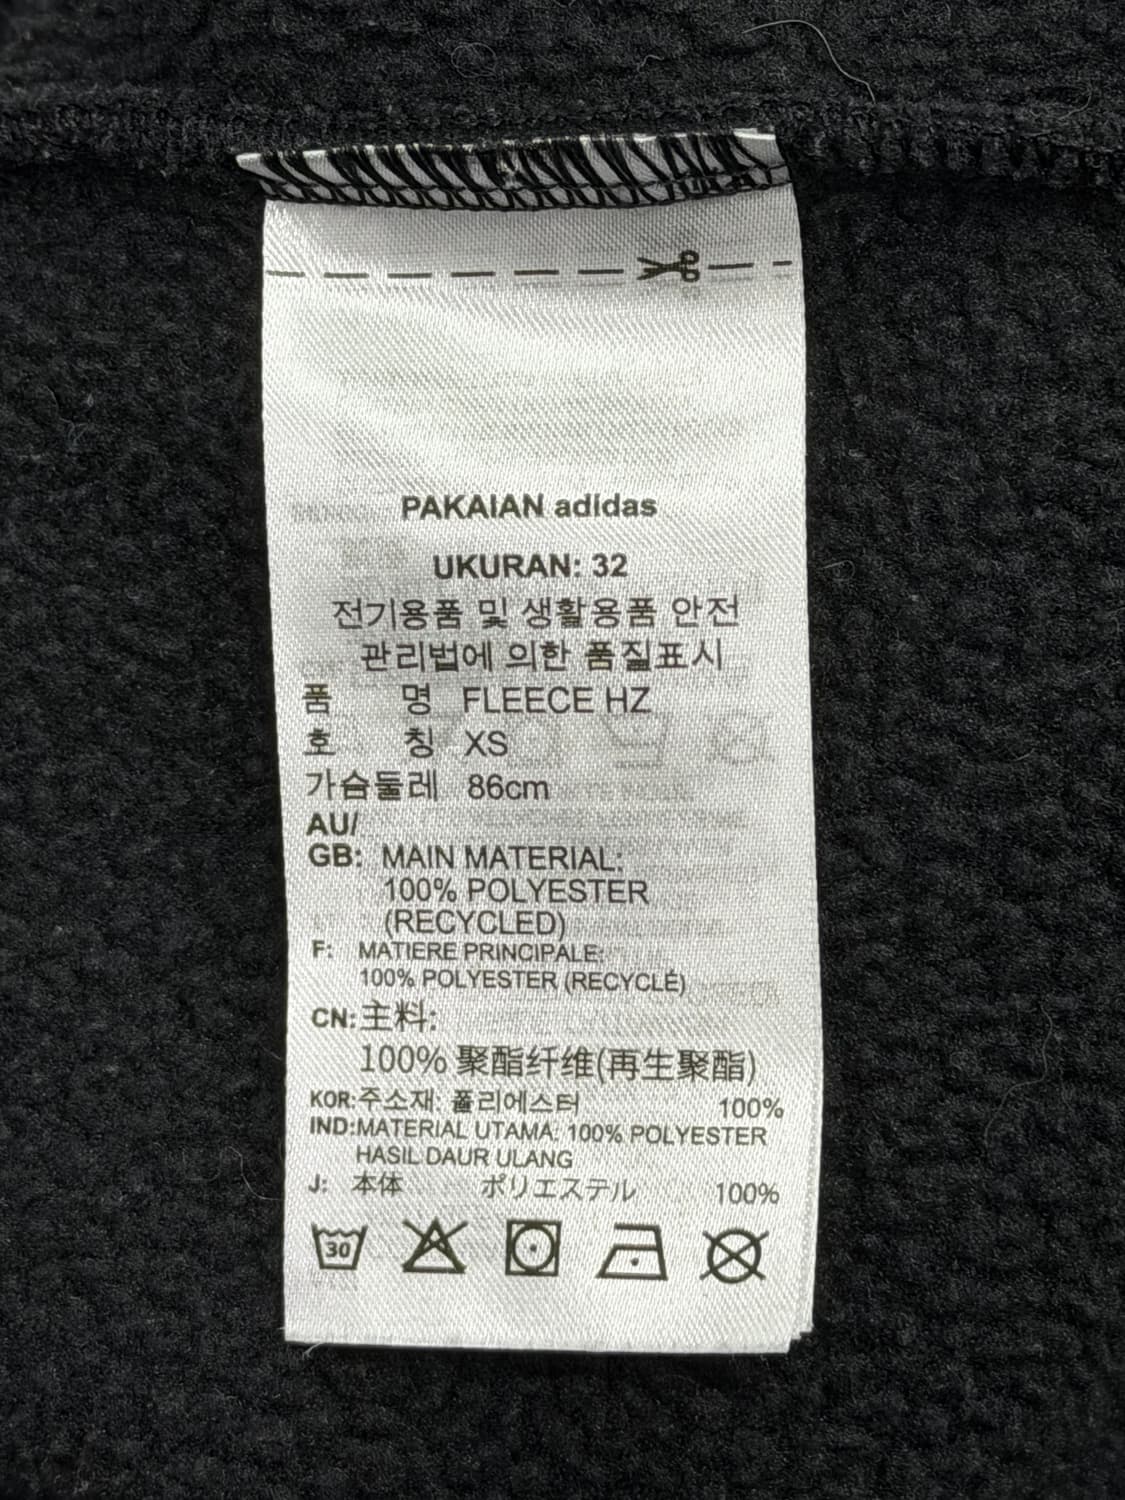 PAKAIAN adidas
UKURAN: 32
전기용품 및 생활용품 안전
관리법에 의한 품질표시
품 명 FLEECE HZ
호 칭 XS
가슴둘레 86cm
AU/
GB: MAIN MATERIAL:
100% POLYESTER
(RECYCLED)
F: MATIERE PRINCIPALE:
100% POLYESTER (RECYCLÉ)
CN: 主料:
100% 聚酯纤维(再生聚酯)
KOR: 주소재: 폴리에스터 100%
IND: MATERIAL UTAMA: 100% POLYESTER
HASIL DAUR ULANG
J: 本体 ポリエステル 100%
30